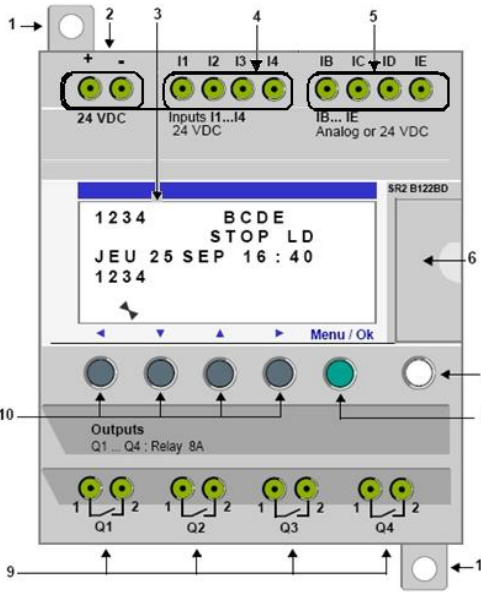 1 2 3 4 5
+ - I1 I2 I3 I4 IB IC ID IE
24 VDC
Inputs I1...I4
24 VDC
IB... IE
Analog or 24 VDC
SR2 B122BD
1234 BCDE
STOP LD
JEU 25 SEP 16 : 40
1234
6
Menu / Ok
10
Outputs
Q1 ... Q4 : Relay 8A
1 2 1 2 1 2 1 2
Q1 Q2 Q3 Q4
9
1